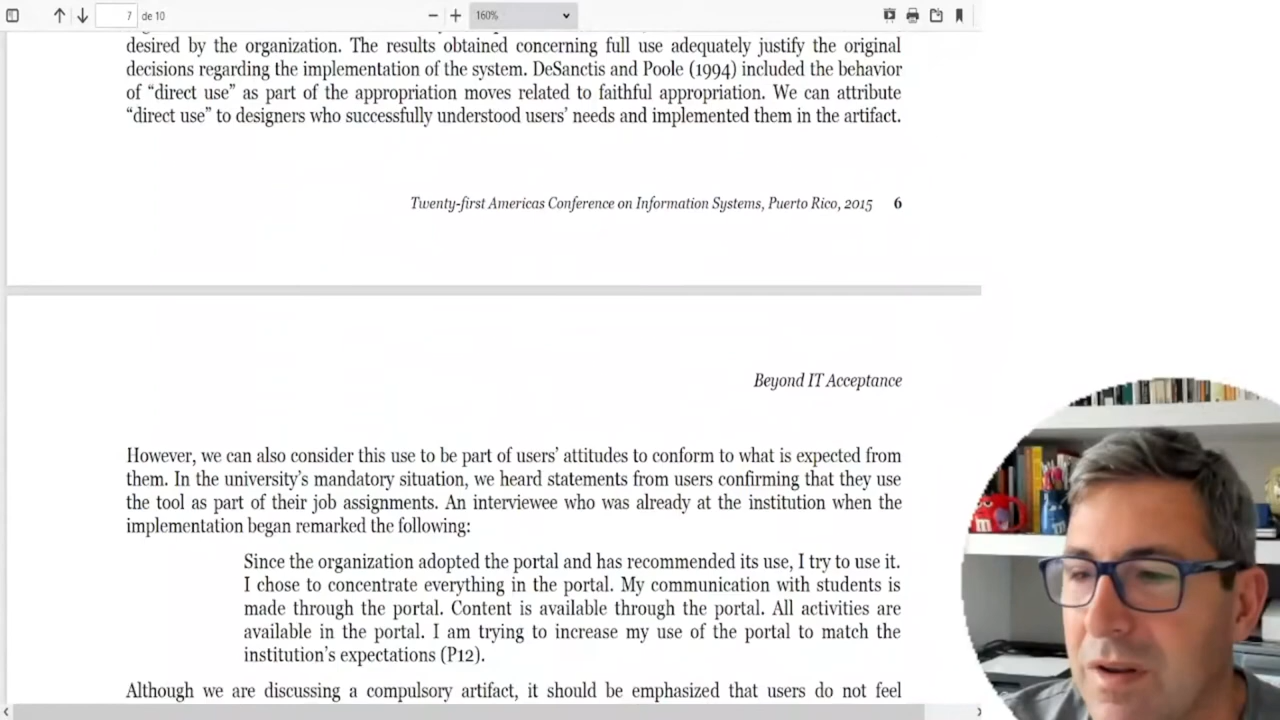 7 de 10
160%
desired by the organization. The results obtained concerning full use adequately justify the original
decisions regarding the implementation of the system. DeSanctis and Poole (1994) included the behavior
of “direct use” as part of the appropriation moves related to faithful appropriation. We can attribute
“direct use” to designers who successfully understood users’ needs and implemented them in the artifact.
Twenty-first Americas Conference on Information Systems, Puerto Rico, 2015 6
Beyond IT Acceptance
However, we can also consider this use to be part of users’ attitudes to conform to what is expected from
them. In the university’s mandatory situation, we heard statements from users confirming that they use
the tool as part of their job assignments. An interviewee who was already at the institution when the
implementation began remarked the following:
Since the organization adopted the portal and has recommended its use, I try to use it.
I chose to concentrate everything in the portal. My communication with students is
made through the portal. Content is available through the portal. All activities are
available in the portal. I am trying to increase my use of the portal to match the
institution’s expectations (P12).
Although we are discussing a compulsory artifact, it should be emphasized that users do not feel